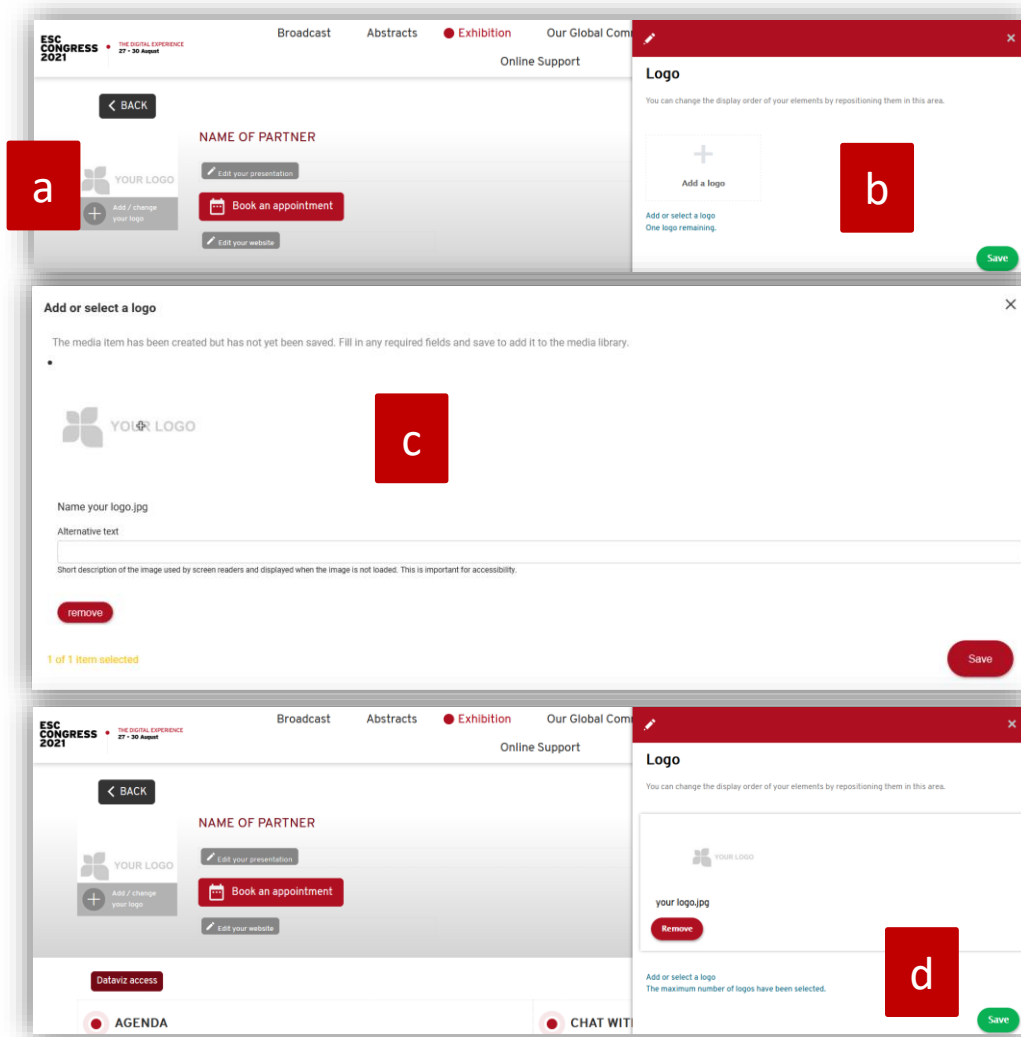 ESC
CONGRESS
2021
THE DIGITAL EXPERIENCE
27 - 30 August
Broadcast Abstracts Exhibition Our Global Com
Online Support
BACK
NAME OF PARTNER
YOUR LOGO
Add / change
your logo
Edit your presentation
Book an appointment
Edit your website
a
Logo
You can change the display order of your elements by repositioning them in this area.
Add a logo
Add or select a logo
One logo remaining.
b
Save
Add or select a logo
The media item has been created but has not yet been saved. Fill in any required fields and save to add it to the media library.
YOUR LOGO
c
Name your logo.jpg
Alternative text
Short description of the image used by screen readers and displayed when the image is not loaded. This is important for accessibility.
remove
1 of 1 item selected
Save
ESC
CONGRESS
2021
THE DIGITAL EXPERIENCE
27 - 30 August
Broadcast Abstracts Exhibition Our Global Com
Online Support
BACK
NAME OF PARTNER
YOUR LOGO
Add / change
your logo
Edit your presentation
Book an appointment
Edit your website
Dataviz access
AGENDA
CHAT WIT
Logo
You can change the display order of your elements by repositioning them in this area.
YOUR LOGO
your logo.jpg
Remove
d
Add or select a logo
The maximum number of logos have been selected.
Save